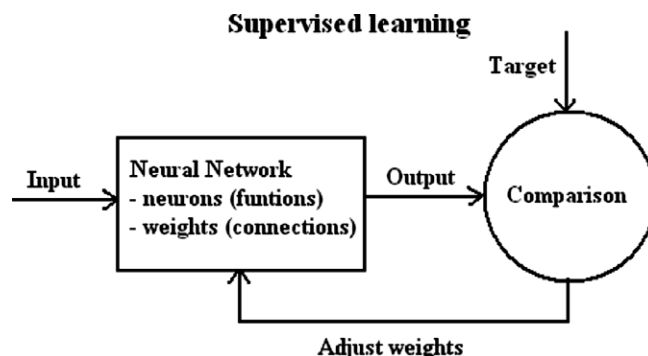 Supervised learning
Target
Neural Network
- neurons (funtions)
- weights (connections)
Input
Output
Comparison
Adjust weights